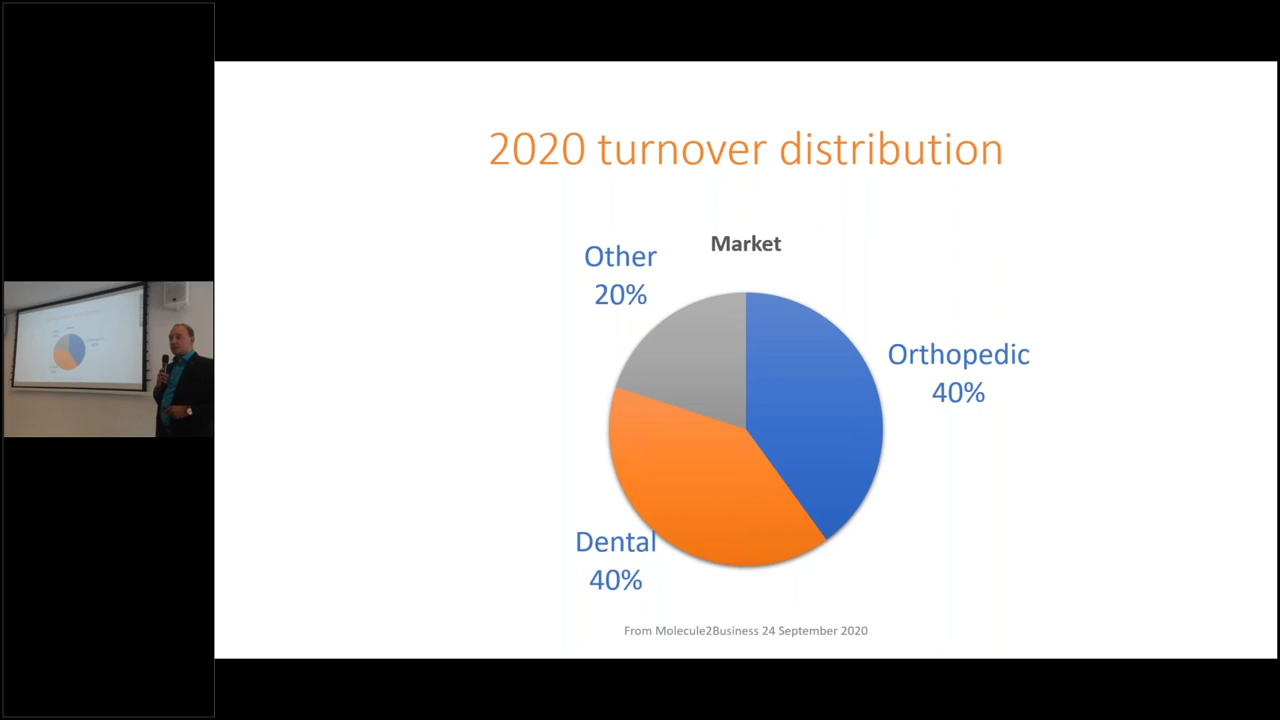 2020 turnover distribution
Market
Other
20%
Orthopedic
40%
Dental
40%
From Molecule2Business 24 September 2020